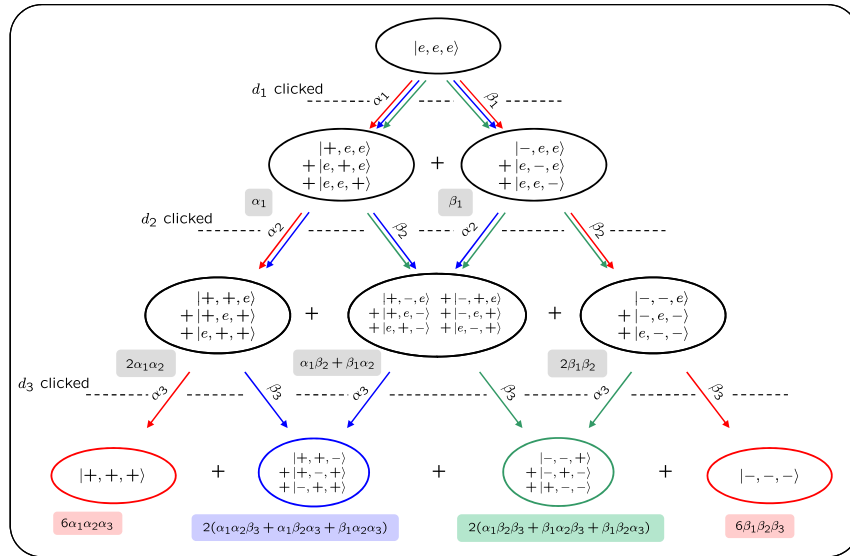 |e, e, e⟩
d₁ clicked
α₁
β₁
|+, e, e⟩
+ |e, +, e⟩
+ |e, e, +⟩
+
|−, e, e⟩
+ |e, −, e⟩
+ |e, e, −⟩
α₁
β₁
d₂ clicked
α₂
β₂
α₂
β₂
|+, +, e⟩
+ |+, e, +⟩
+ |e, +, +⟩
+
|+, −, e⟩ + |−, +, e⟩
+ |+, e, −⟩ + |−, e, +⟩
+ |e, +, −⟩ + |e, −, +⟩
+
|−, −, e⟩
+ |−, e, −⟩
+ |e, −, −⟩
2α₁α₂
α₁β₂ + β₁α₂
2β₁β₂
d₃ clicked
α₃
β₃
α₃
β₃
α₃
β₃
|+, +, +⟩
+
|+, +, −⟩
+ |+, −, +⟩
+ |−, +, +⟩
+
|−, −, +⟩
+ |−, +, −⟩
+ |+, −, −⟩
+
|−, −, −⟩
6α₁α₂α₃
2(α₁α₂β₃ + α₁β₂α₃ + β₁α₂α₃)
2(α₁β₂β₃ + β₁α₂β₃ + β₁β₂α₃)
6β₁β₂β₃